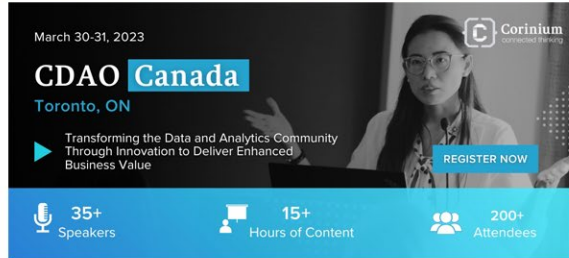 March 30-31, 2023
Corinium
connected thinking
CDAO Canada
Toronto, ON
Transforming the Data and Analytics Community
Through Innovation to Deliver Enhanced
Business Value
REGISTER NOW
35+
Speakers
15+
Hours of Content
200+
Attendees